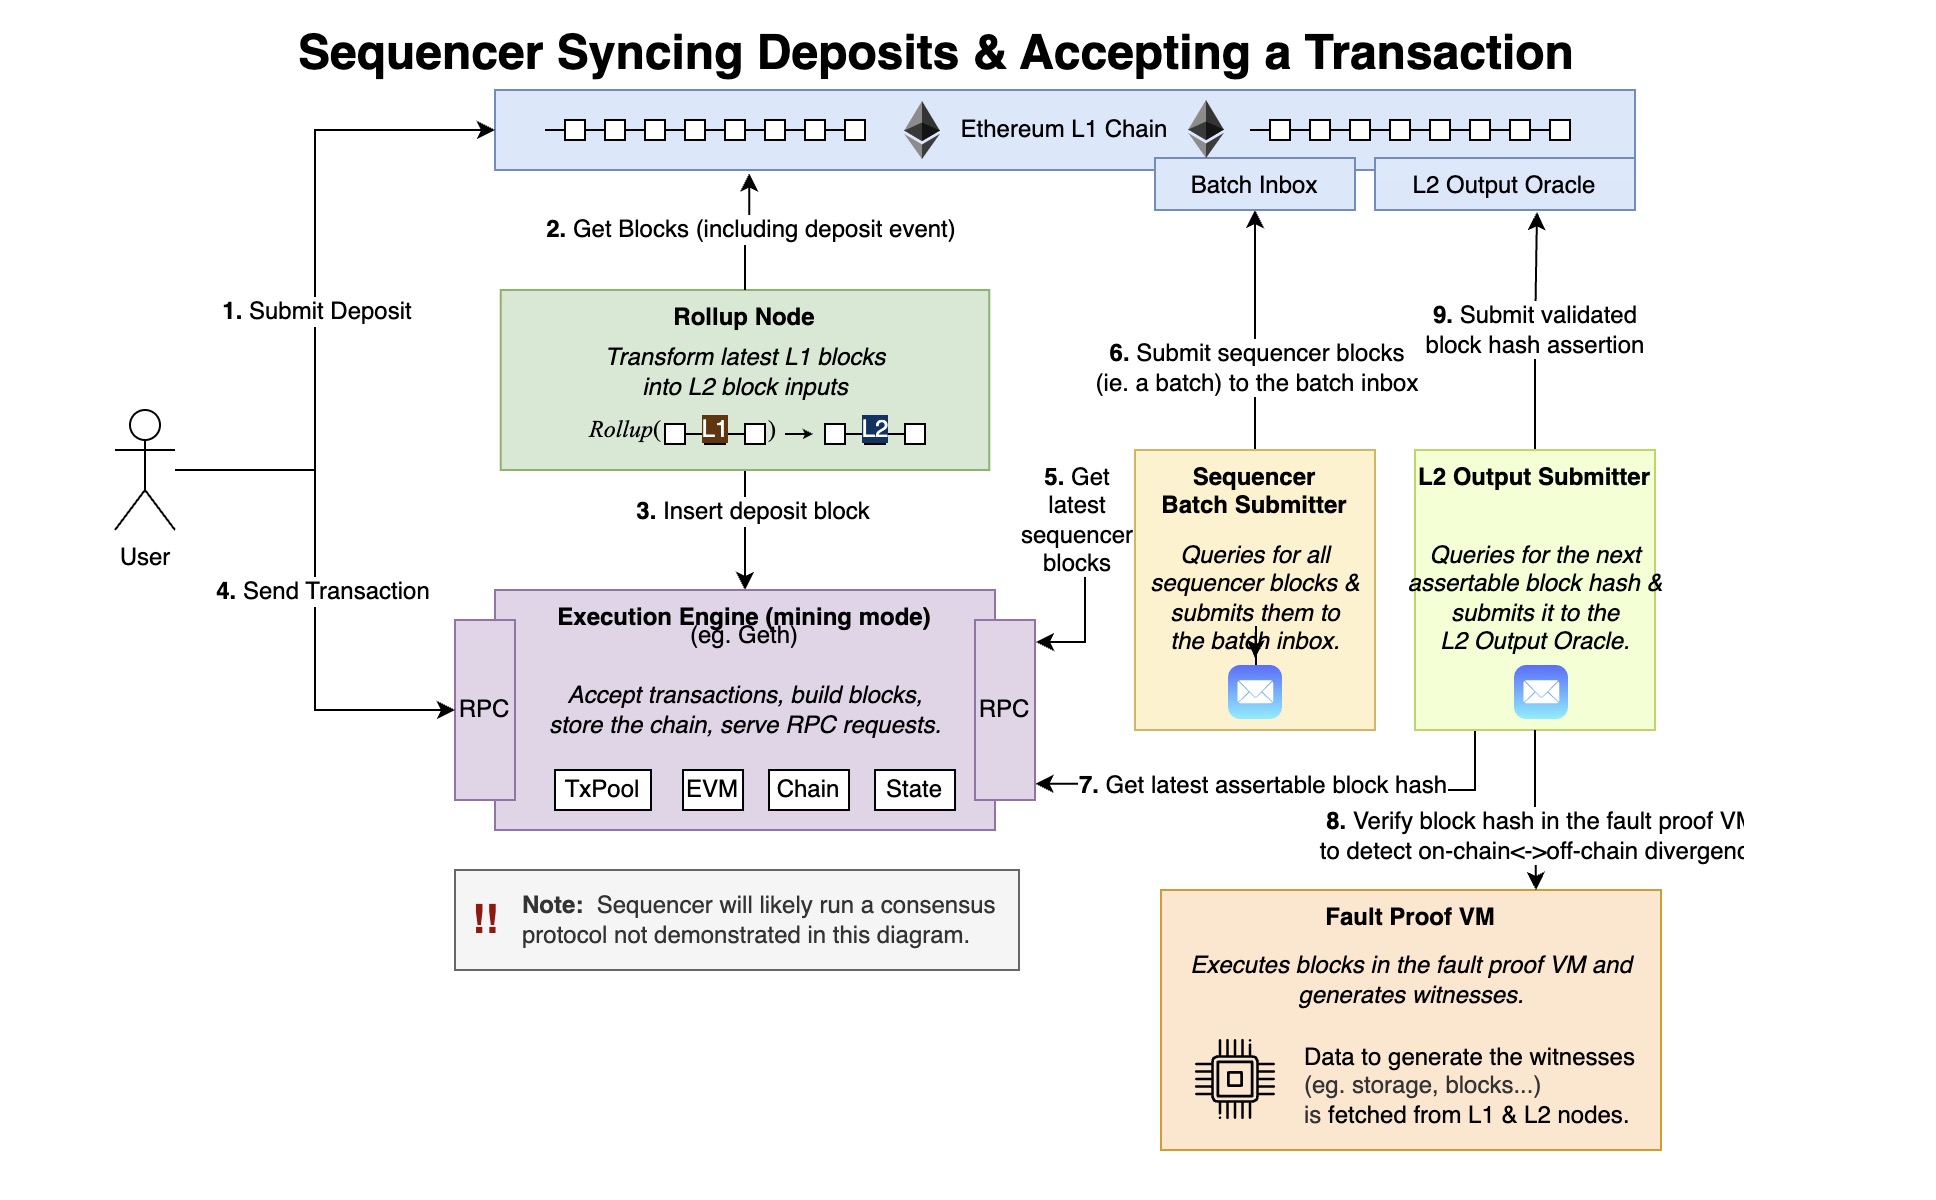 Sequencer Syncing Deposits & Accepting a Transaction
Ethereum L1 Chain
Batch Inbox
L2 Output Oracle
2. Get Blocks (including deposit event)
1. Submit Deposit
Rollup Node
Transform latest L1 blocks
into L2 block inputs
Rollup( L1 ) L2
9. Submit validated
block hash assertion
6. Submit sequencer blocks
(ie. a batch) to the batch inbox
User
3. Insert deposit block
4. Send Transaction
5. Get
latest
sequencer
blocks
Sequencer
Batch Submitter
Queries for all
sequencer blocks &
submits them to
the batch inbox.
L2 Output Submitter
Queries for the next
assertable block hash &
submits it to the
L2 Output Oracle.
Execution Engine (mining mode)
(eg. Geth)
RPC
Accept transactions, build blocks,
store the chain, serve RPC requests.
RPC
TxPool
EVM
Chain
State
7. Get latest assertable block hash
8. Verify block hash in the fault proof VM
to detect on-chain<->off-chain divergenc
!! Note: Sequencer will likely run a consensus
protocol not demonstrated in this diagram.
Fault Proof VM
Executes blocks in the fault proof VM and
generates witnesses.
Data to generate the witnesses
(eg. storage, blocks...)
is fetched from L1 & L2 nodes.